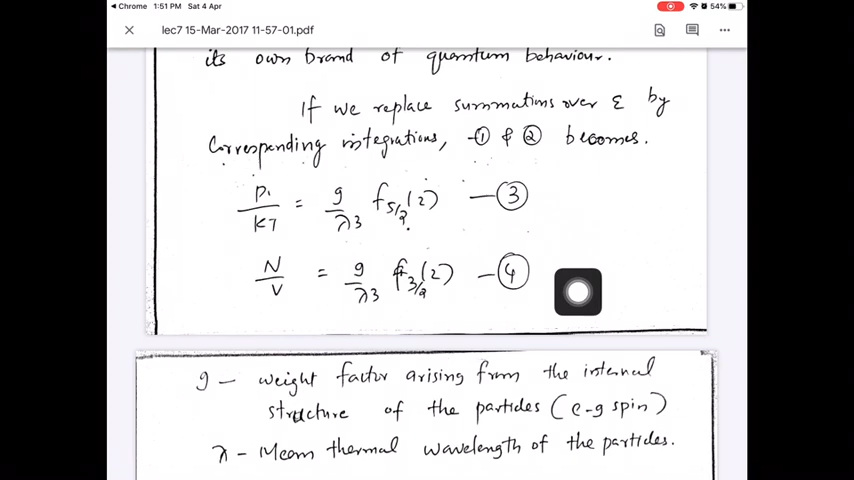 Chrome 1:51 PM Sat 4 Apr 54%
lec7 15-Mar-2017 11-57-01.pdf
its own brand of quantum behaviour.
If we replace summations over ε by
corresponding integrations, -① & ② becomes.
P/KT = g/λ3 f5/2(z) —③
N/V = g/λ3 f3/2(z) —④
g — weight factor arising from the internal
structure of the particles (e-g spin)
λ - Mean thermal wavelength of the particles.